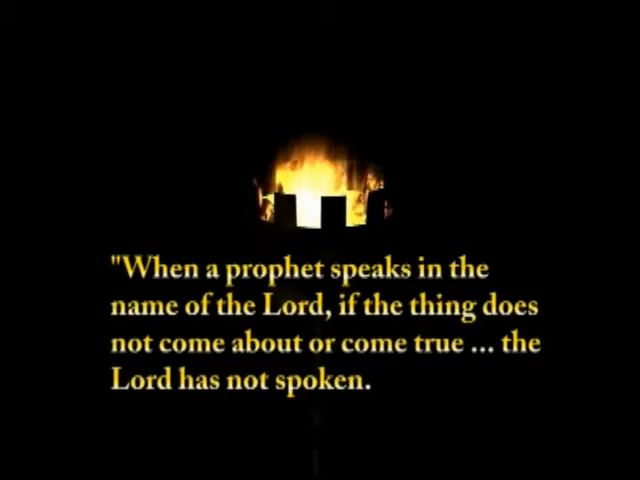 "When a prophet speaks in the
name of the Lord, if the thing does
not come about or come true ... the
Lord has not spoken.